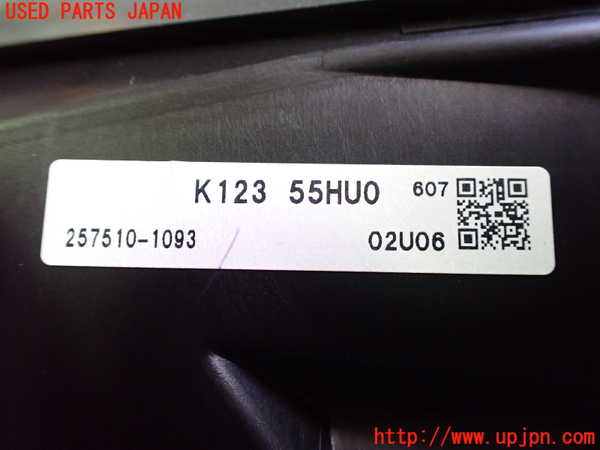 USED PARTS JAPAN
K123 55HU0 607
257510-1093 02U06
http://www.upjpn.com/